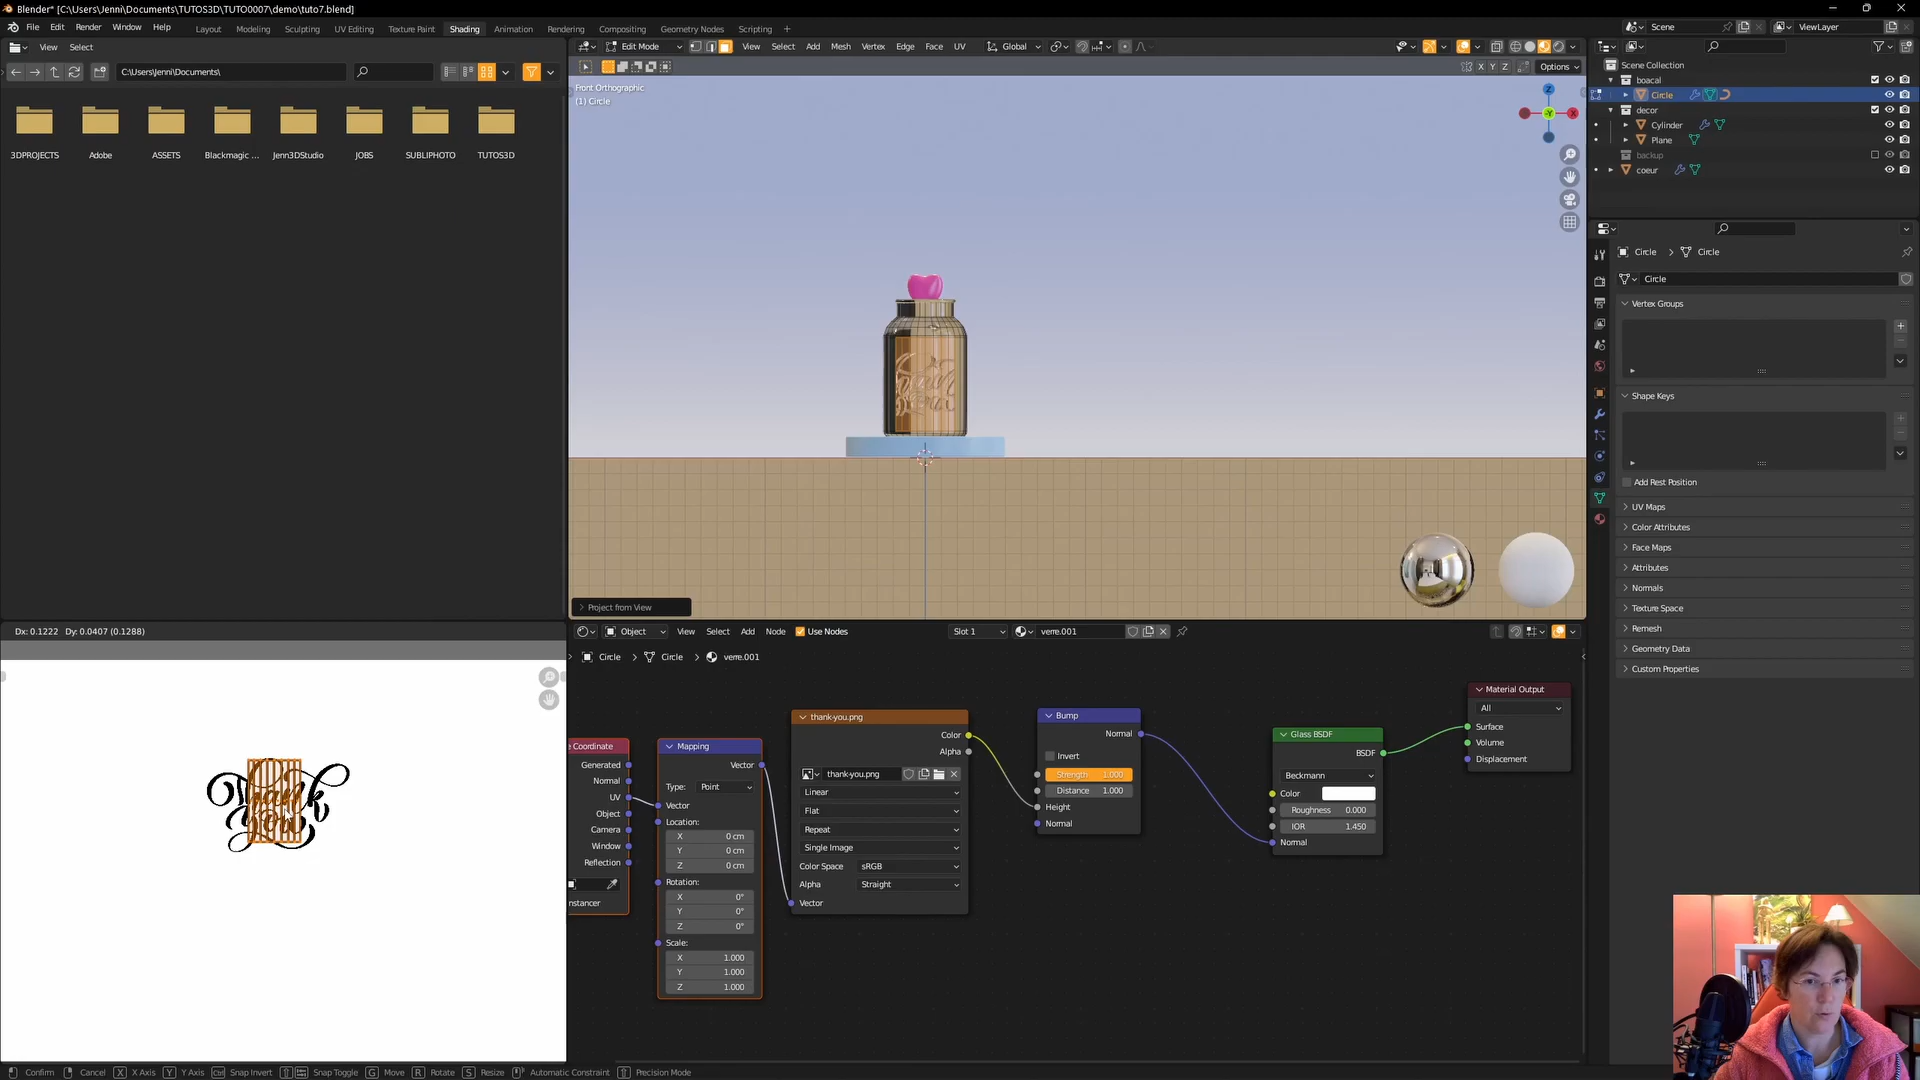 Blender* [C:\Users\Jenni\Documents\TUTOS3D\TUTO0007\demo\tuto7.blend]
File Edit Render Window Help Layout Modeling Sculpting UV Editing Texture Paint Shading Animation Rendering Compositing Geometry Nodes Scripting + Scene ViewLayer
View Select
C:\Users\Jenni\Documents\
3DPROJECTS Adobe ASSETS Blackmagic ... Jenn3DStudio JOBS SUBLIPHOTO TUTOS3D
Edit Mode View Select Add Mesh Vertex Edge Face UV Global
X Y Z Options
Front Orthographic
(1) Circle
Z
Y
X
Project from View
Scene Collection
boacal
Circle
decor
Cylinder
Plane
backup
coeur
Circle > Circle
Circle
Vertex Groups
Shape Keys
Add Rest Position
UV Maps
Color Attributes
Face Maps
Attributes
Normals
Texture Space
Remesh
Geometry Data
Custom Properties
Dx: 0.1222 Dy: 0.0407 (0.1288)
Thank
you
Object View Select Add Node Use Nodes Slot 1 verre.001
Circle > Circle > verre.001
e Coordinate
Generated
Normal
UV
Object
Camera
Window
Reflection
nstancer
Mapping
Vector
Type: Point
Vector
Location:
X 0 cm
Y 0 cm
Z 0 cm
Rotation:
X 0°
Y 0°
Z 0°
Scale:
X 1.000
Y 1.000
Z 1.000
thank-you.png
Color
Alpha
thank-you.png
Linear
Flat
Repeat
Single Image
Color Space sRGB
Alpha Straight
Vector
Bump
Normal
Invert
Strength 1.000
Distance 1.000
Height
Normal
Glass BSDF
BSDF
Beckmann
Color
Roughness 0.000
IOR 1.450
Normal
Material Output
All
Surface
Volume
Displacement
Confirm Cancel X X Axis Y Y Axis Ctrl Snap Invert Snap Toggle G Move R Rotate S Resize Automatic Constraint Precision Mode